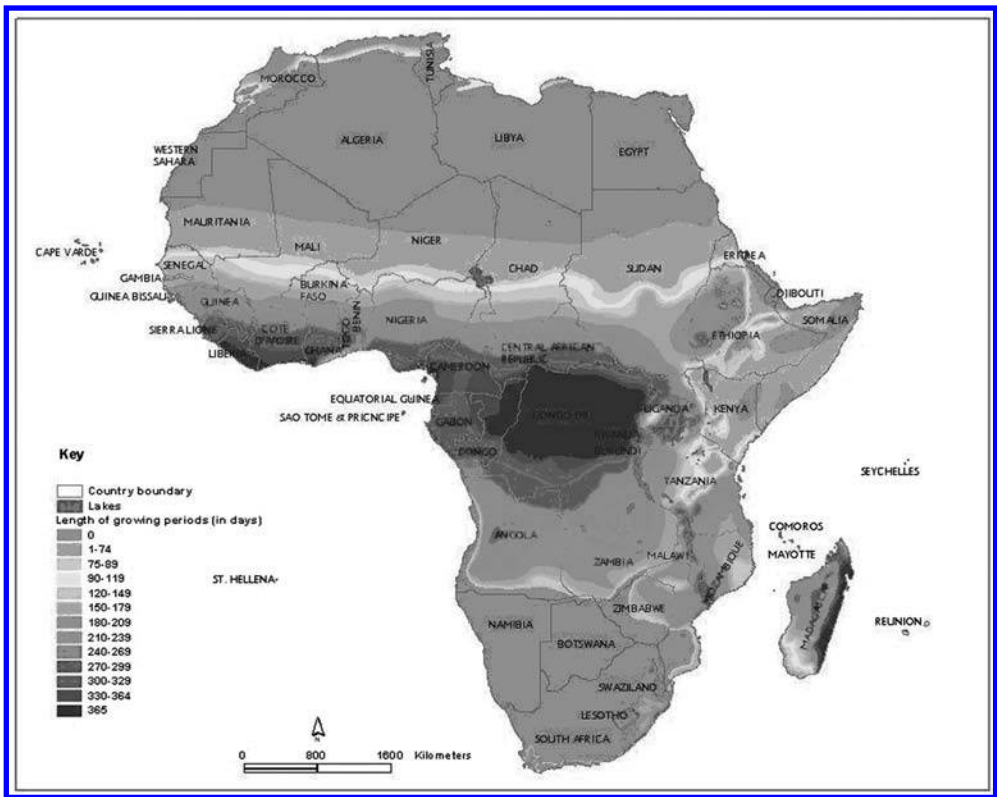 MOROCCO
TUNISIA
ALGERIA
LIBYA
EGYPT
WESTERN
SAHARA
MAURITANIA
MALI
NIGER
CHAD
SUDAN
ERITREA
CAPE VARDE
SENEGAL
GAMBIA
GUINEA BISSAU
GUINEA
BURKINA
FASO
BENIN
TOGO
NIGERIA
DJIBOUTI
SOMALIA
ETHIOPIA
SIERRALIONE
LIBERIA
COTE
D'IVOIRE
GHANA
CENTRAL AFRICAN
REPUBLIC
CAMEROON
EQUATORIAL GUINEA
SAO TOME & PRICNCIPE
GABON
CONGO
CONGO DR
UGANDA
KENYA
RWANDA
BURUNDI
TANZANIA
SEYCHELLES
COMOROS
MAYOTTE
ANGOLA
ZAMBIA
MALAWI
MOZAMBIQUE
ST. HELLENA
ZIMBABWE
MADAGASCAR
REUNION
NAMIBIA
BOTSWANA
SWAZILAND
LESOTHO
SOUTH AFRICA
Key
Country boundary
Lakes
Length of growing periods (in days)
0
1-74
75-89
90-119
120-149
150-179
180-209
210-239
240-269
270-299
300-329
330-364
365
N
0 800 1600 Kilometers